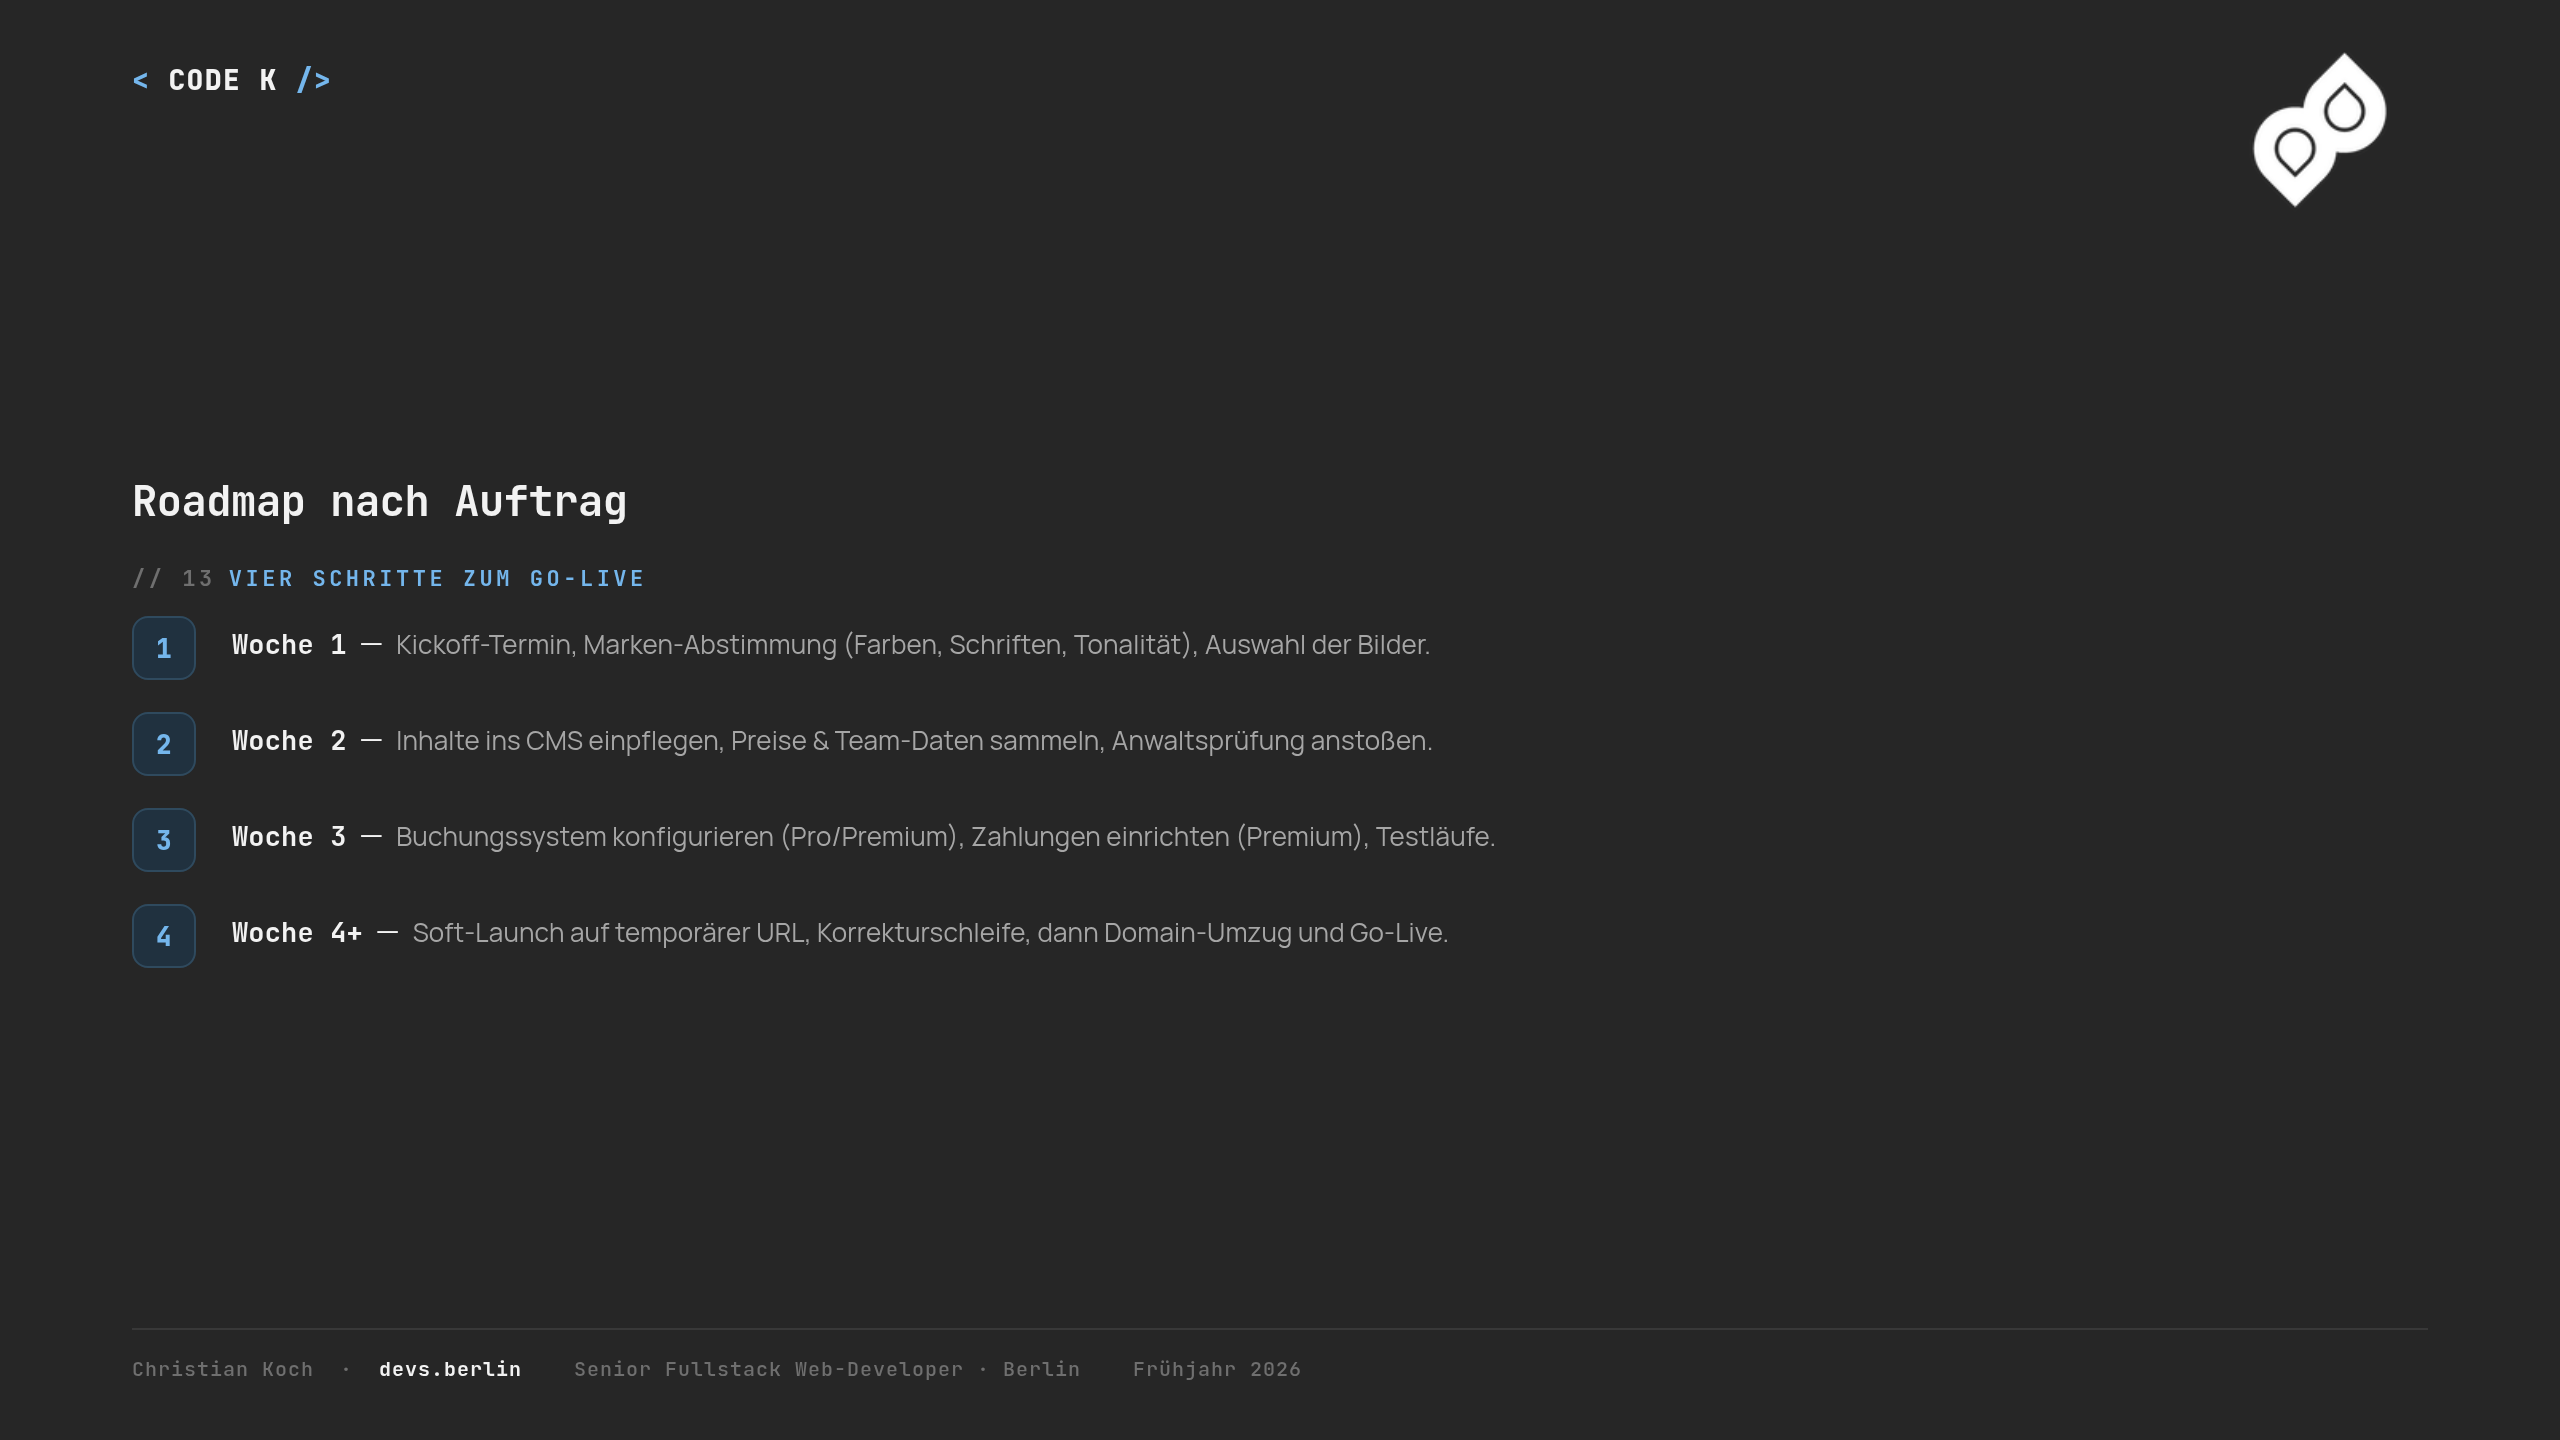 < CODE K />
Roadmap nach Auftrag
// 13 VIER SCHRITTE ZUM GO-LIVE
1 Woche 1 — Kickoff-Termin, Marken-Abstimmung (Farben, Schriften, Tonalität), Auswahl der Bilder.
2 Woche 2 — Inhalte ins CMS einpflegen, Preise & Team-Daten sammeln, Anwaltsprüfung anstoßen.
3 Woche 3 — Buchungssystem konfigurieren (Pro/Premium), Zahlungen einrichten (Premium), Testläufe.
4 Woche 4+ — Soft-Launch auf temporärer URL, Korrekturschleife, dann Domain-Umzug und Go-Live.
Christian Koch · devs.berlin Senior Fullstack Web-Developer · Berlin Frühjahr 2026